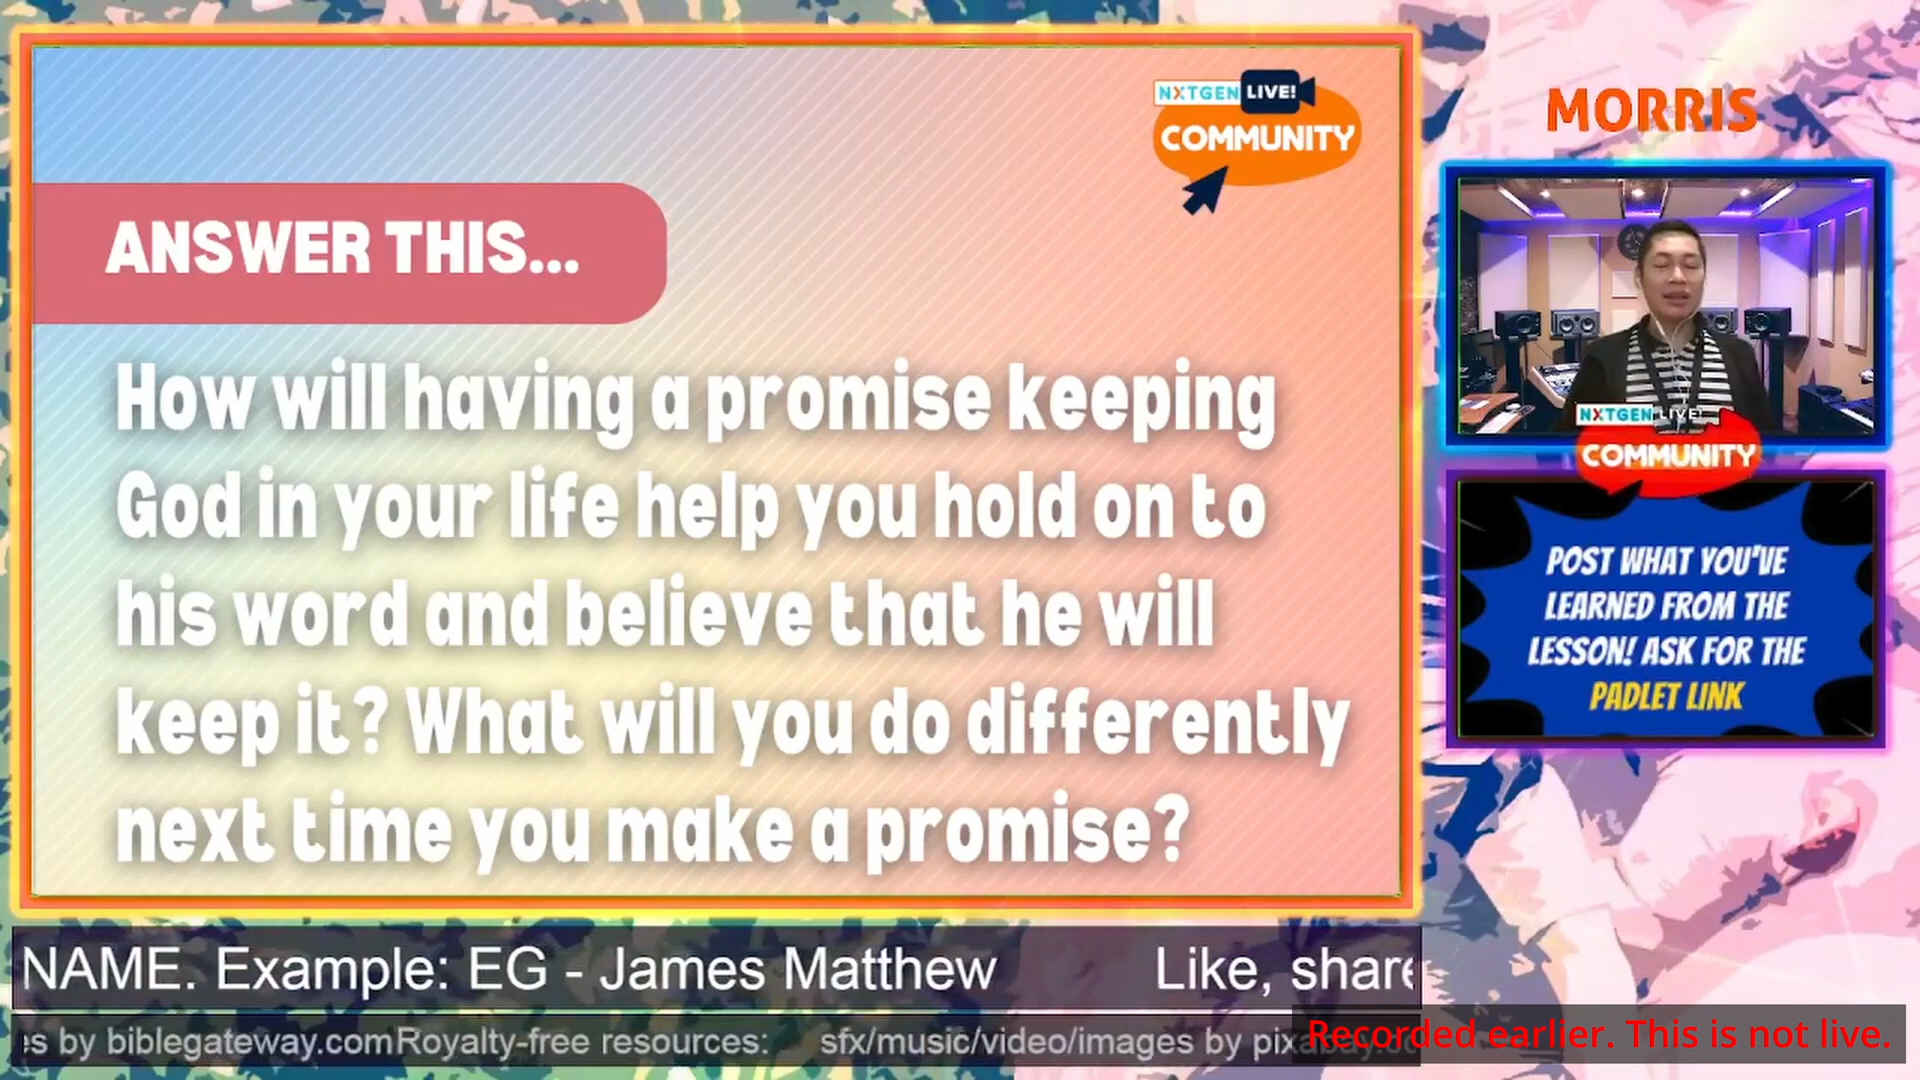 NXTGEN LIVE!
COMMUNITY
ANSWER THIS...
How will having a promise keeping
God in your life help you hold on to
his word and believe that he will
keep it? What will you do differently
next time you make a promise?
MORRIS
NXTGEN LIVE!
COMMUNITY
POST WHAT YOU'VE
LEARNED FROM THE
LESSON! ASK FOR THE
PADLET LINK
NAME. Example: EG - James Matthew Like, share
es by biblegateway.comRoyalty-free resources: sfx/music/video/images by pixabay.co
Recorded earlier. This is not live.